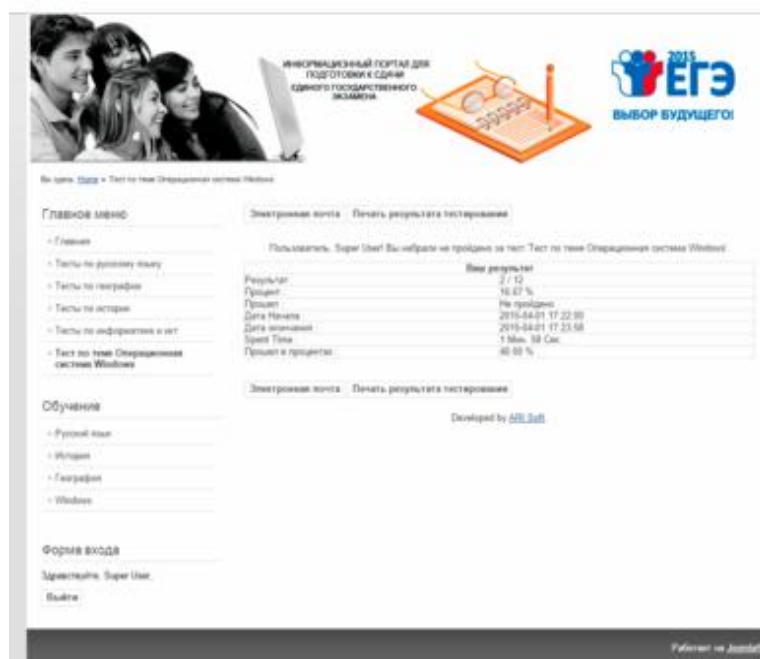 ИНФОРМАЦИОННЫЙ ПОРТАЛ ДЛЯ
ПОДГОТОВКИ К СДАЧИ
ЕДИНОГО ГОСУДАРСТВЕННОГО
ЭКЗАМЕНА
2015
ЕГЭ
ВЫБОР БУДУЩЕГО!
Вы здесь: Home » Тест по теме Операционная система Windows
Главное меню
Главная
Тесты по русскому языку
Тесты по географии
Тесты по истории
Тесты по информатике и икт
Тест по теме Операционная
система Windows
Электронная почта Печать результата тестирования
Пользователь, Super User! Вы набрали не пройдено за тест: Тест по теме Операционная система Windows!
Ваш результат
Результат 2 / 12
Процент 16.67 %
Прошел Не пройдено
Дата Начала 2015-04-01 17:22:00
Дата окончания 2015-04-01 17:23:58
Spent Time 1 Мин. 58 Сек.
Прошел в процентах 40.00 %
Электронная почта Печать результата тестирования
Developed by ARI Soft
Обучение
Русский язык
История
География
Windows
Форма входа
Здравствуйте, Super User,
Выйти
Работает на Joomla!